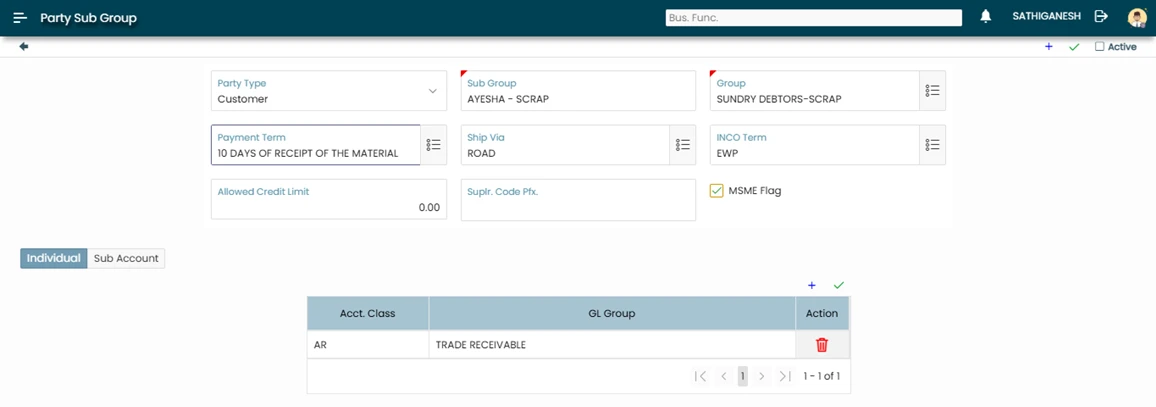 Party Sub Group
Bus. Func.
SATHIGANESH
Active
Party Type
Customer
Sub Group
AYESHA - SCRAP
Group
SUNDRY DEBTORS-SCRAP
Payment Term
10 DAYS OF RECEIPT OF THE MATERIAL
Ship Via
ROAD
INCO Term
EWP
Allowed Credit Limit
0.00
Suplr. Code Pfx.
MSME Flag
Individual
Sub Account
Acct. Class
GL Group
Action
AR
TRADE RECEIVABLE
1
1 - 1 of 1